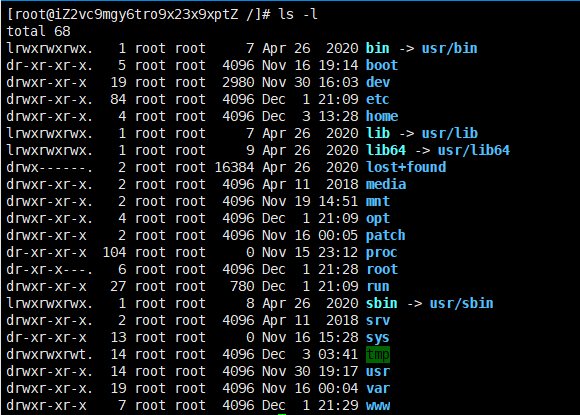 [root@iZ2vc9mgy6tro9x23x9xptZ /]# ls -l
total 68
lrwxrwxrwx.   1 root root     7 Apr 26  2020 bin -> usr/bin
dr-xr-xr-x.   5 root root  4096 Nov 16 19:14 boot
drwxr-xr-x   19 root root  2980 Nov 30 16:03 dev
drwxr-xr-x.  84 root root  4096 Dec  1 21:09 etc
drwxr-xr-x.   4 root root  4096 Dec  3 13:28 home
lrwxrwxrwx.   1 root root     7 Apr 26  2020 lib -> usr/lib
lrwxrwxrwx.   1 root root     9 Apr 26  2020 lib64 -> usr/lib64
drwx------.   2 root root 16384 Apr 26  2020 lost+found
drwxr-xr-x.   2 root root  4096 Apr 11  2018 media
drwxr-xr-x.   2 root root  4096 Nov 19 14:51 mnt
drwxr-xr-x.   4 root root  4096 Dec  1 21:09 opt
drwxr-xr-x    2 root root  4096 Nov 16 00:05 patch
dr-xr-xr-x  104 root root     0 Nov 15 23:12 proc
dr-xr-x---.   6 root root  4096 Dec  1 21:28 root
drwxr-xr-x   27 root root   780 Dec  1 21:09 run
lrwxrwxrwx.   1 root root     8 Apr 26  2020 sbin -> usr/sbin
drwxr-xr-x.   2 root root  4096 Apr 11  2018 srv
dr-xr-xr-x   13 root root     0 Nov 16 15:28 sys
drwxrwxrwt.  14 root root  4096 Dec  3 03:41 tmp
drwxr-xr-x.  14 root root  4096 Nov 30 19:17 usr
drwxr-xr-x.  19 root root  4096 Nov 16 00:04 var
drwxr-xr-x    7 root root  4096 Dec  1 21:29 www